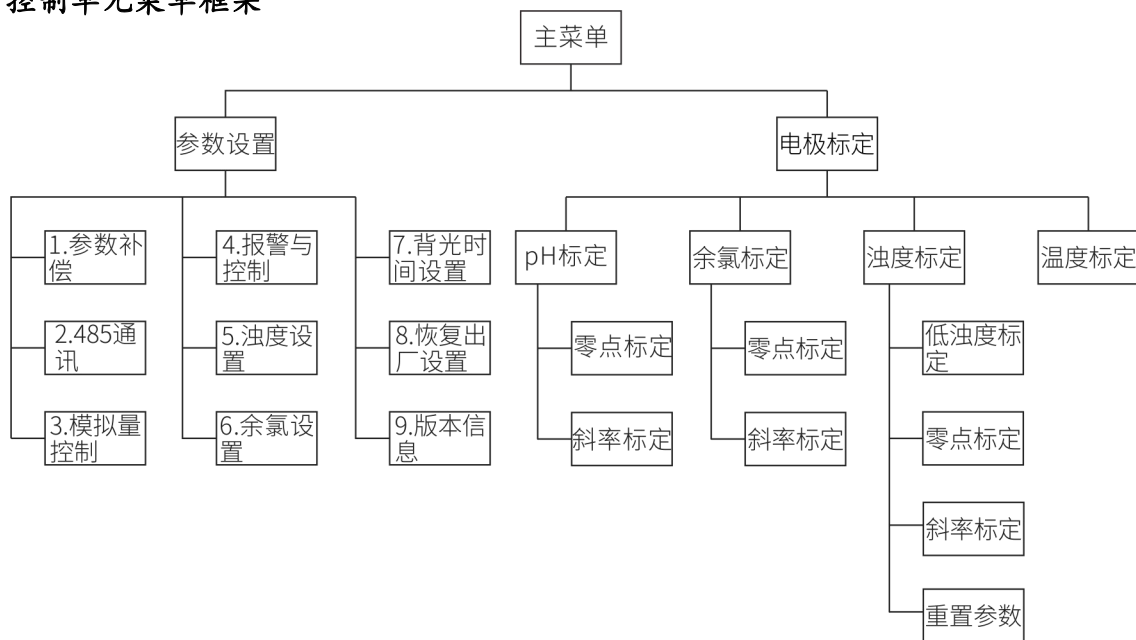 控制单元菜单框架
主菜单
参数设置
电极标定
1.参数补
偿
2.485通
讯
3.模拟量
控制
4.报警与
控制
5.浊度设
置
6.余氯设
置
7.背光时
间设置
8.恢复出
厂设置
9.版本信
息
pH标定
零点标定
斜率标定
余氯标定
零点标定
斜率标定
浊度标定
低浊度标
定
零点标定
斜率标定
重置参数
温度标定